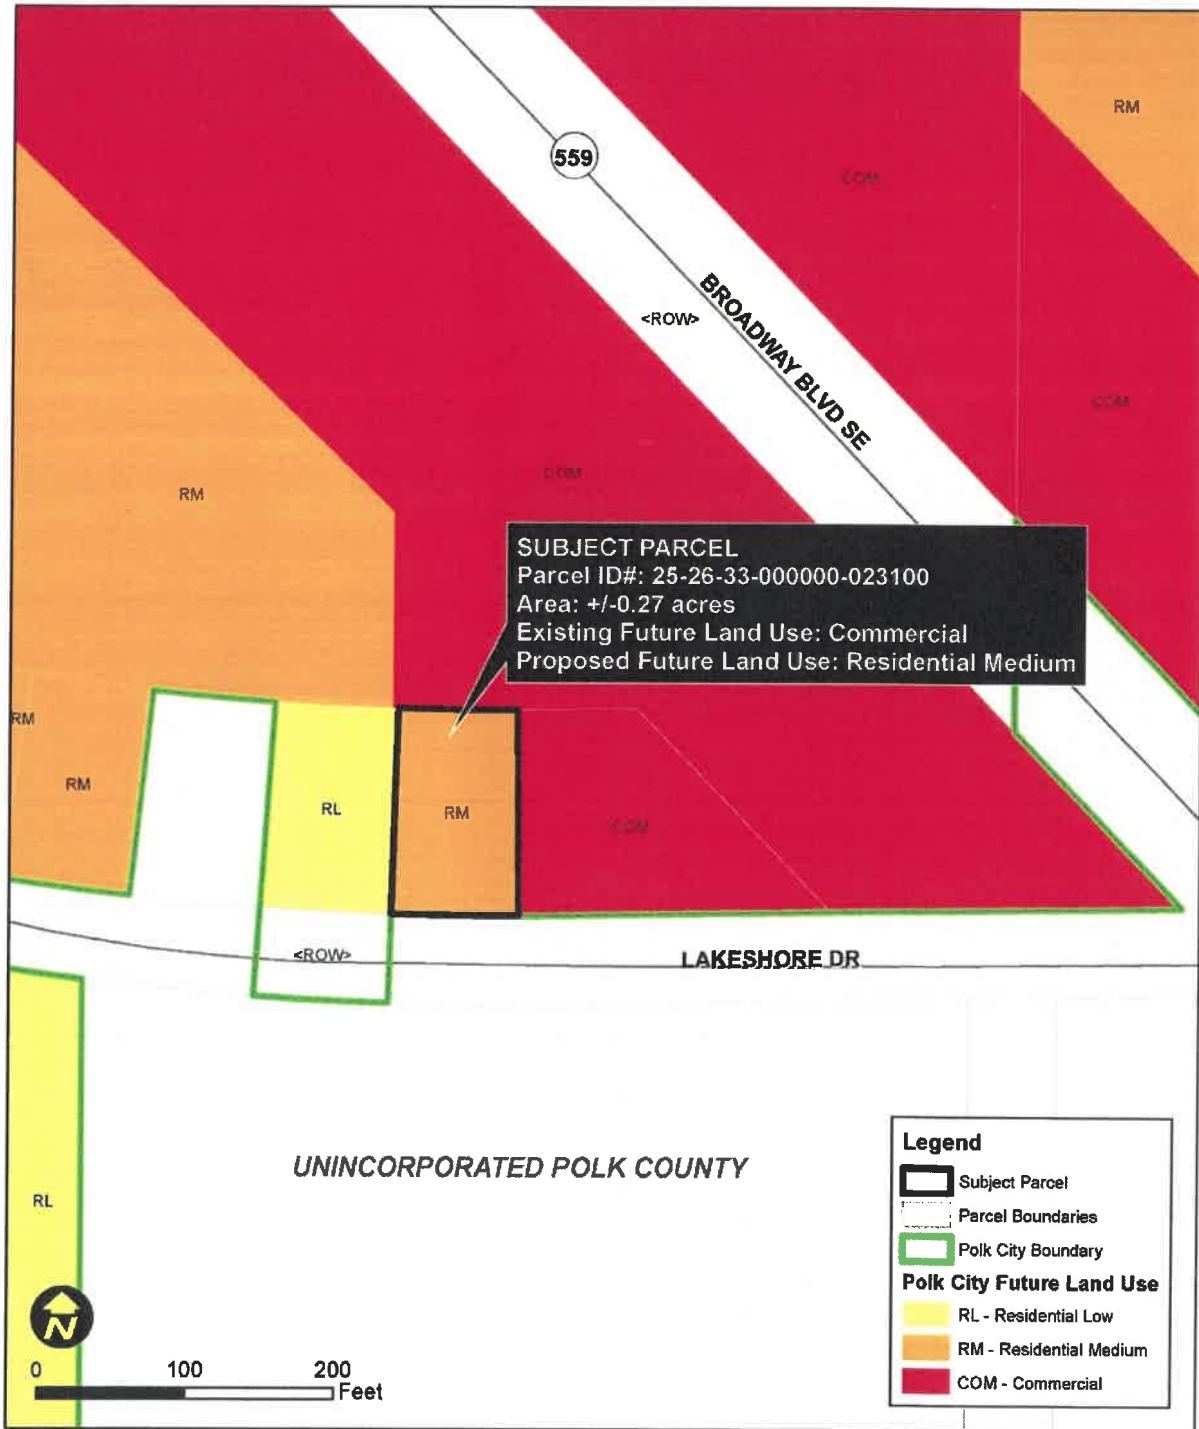 RM
559
COM
<ROW>
BROADWAY BLVD SE
COM
COM
RM
SUBJECT PARCEL
Parcel ID#: 25-26-33-000000-023100
Area: +/-0.27 acres
Existing Future Land Use: Commercial
Proposed Future Land Use: Residential Medium
RM
RM
RL
RM
COM
<ROW>
LAKESHORE DR
UNINCORPORATED POLK COUNTY
RL
Legend
Subject Parcel
Parcel Boundaries
Polk City Boundary
Polk City Future Land Use
RL - Residential Low
RM - Residential Medium
COM - Commercial
N
0 100 200
Feet